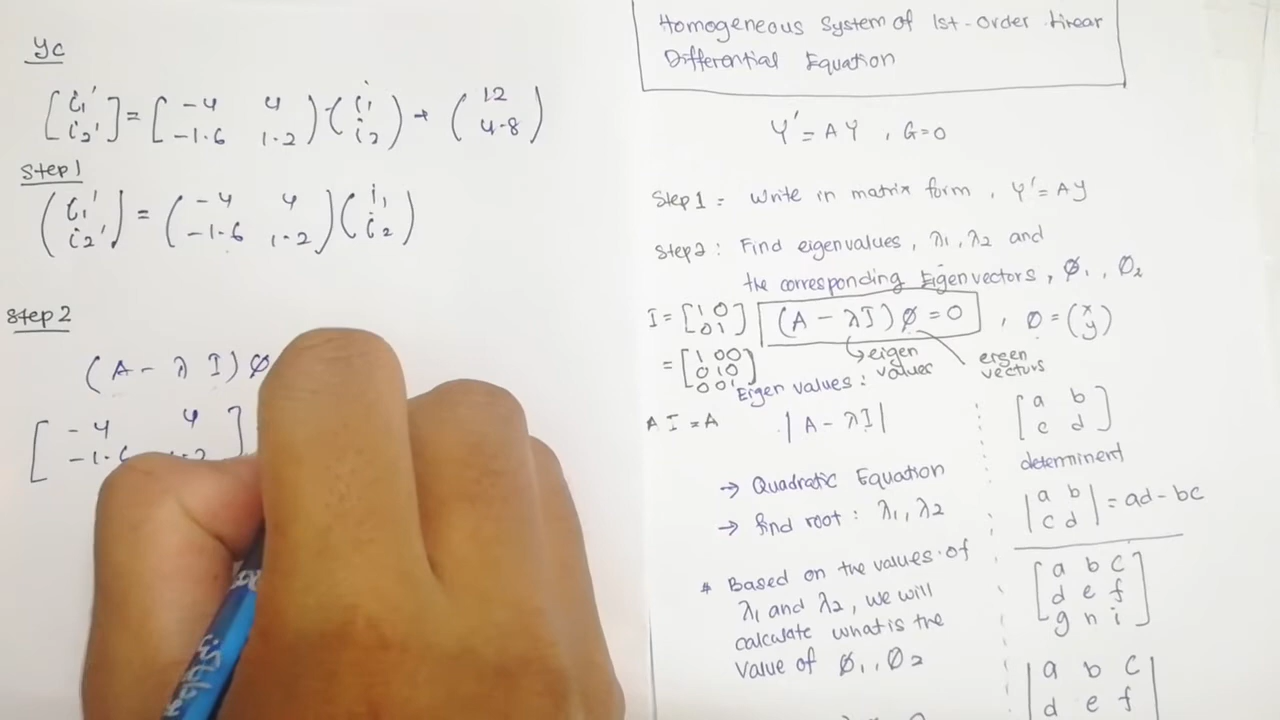 Yc
[i₁' i₂'] = [-4 4 -1.6 1.2) (i₁ i₂) + (12 4.8)
Step 1
(i₁' i₂'] = (-4 4 -1.6 1.2) (i₁ i₂)
Step 2
(A - λ I) Ø
[-4 4
-1.6 1.2]
Homogeneous System of 1st-Order Linear
Differential Equation
Y' = A Y , G=0
Step 1 = Write in matrix form , Y' = AY
Step 2 : Find eigenvalues , λ₁, λ₂ and
the corresponding Eigenvectors , Ø₁ , Ø₂
I = [1 0 0 1] (A - λI) Ø = 0 , Ø = (x y)
= [1 0 0 0 1 0 0 0 1]
eigen values
eigen vectors
Eigen values :
A I = A
|A - λI|
[a b c d]
determinent
→ Quadratic Equation
→ find root : λ₁, λ₂
|a b c d| = ad - bc
* Based on the values of
λ₁ and λ₂, we will
calculate what is the
value of Ø₁, Ø₂
[a b c
d e f
g h i]
|a b c|
d e f